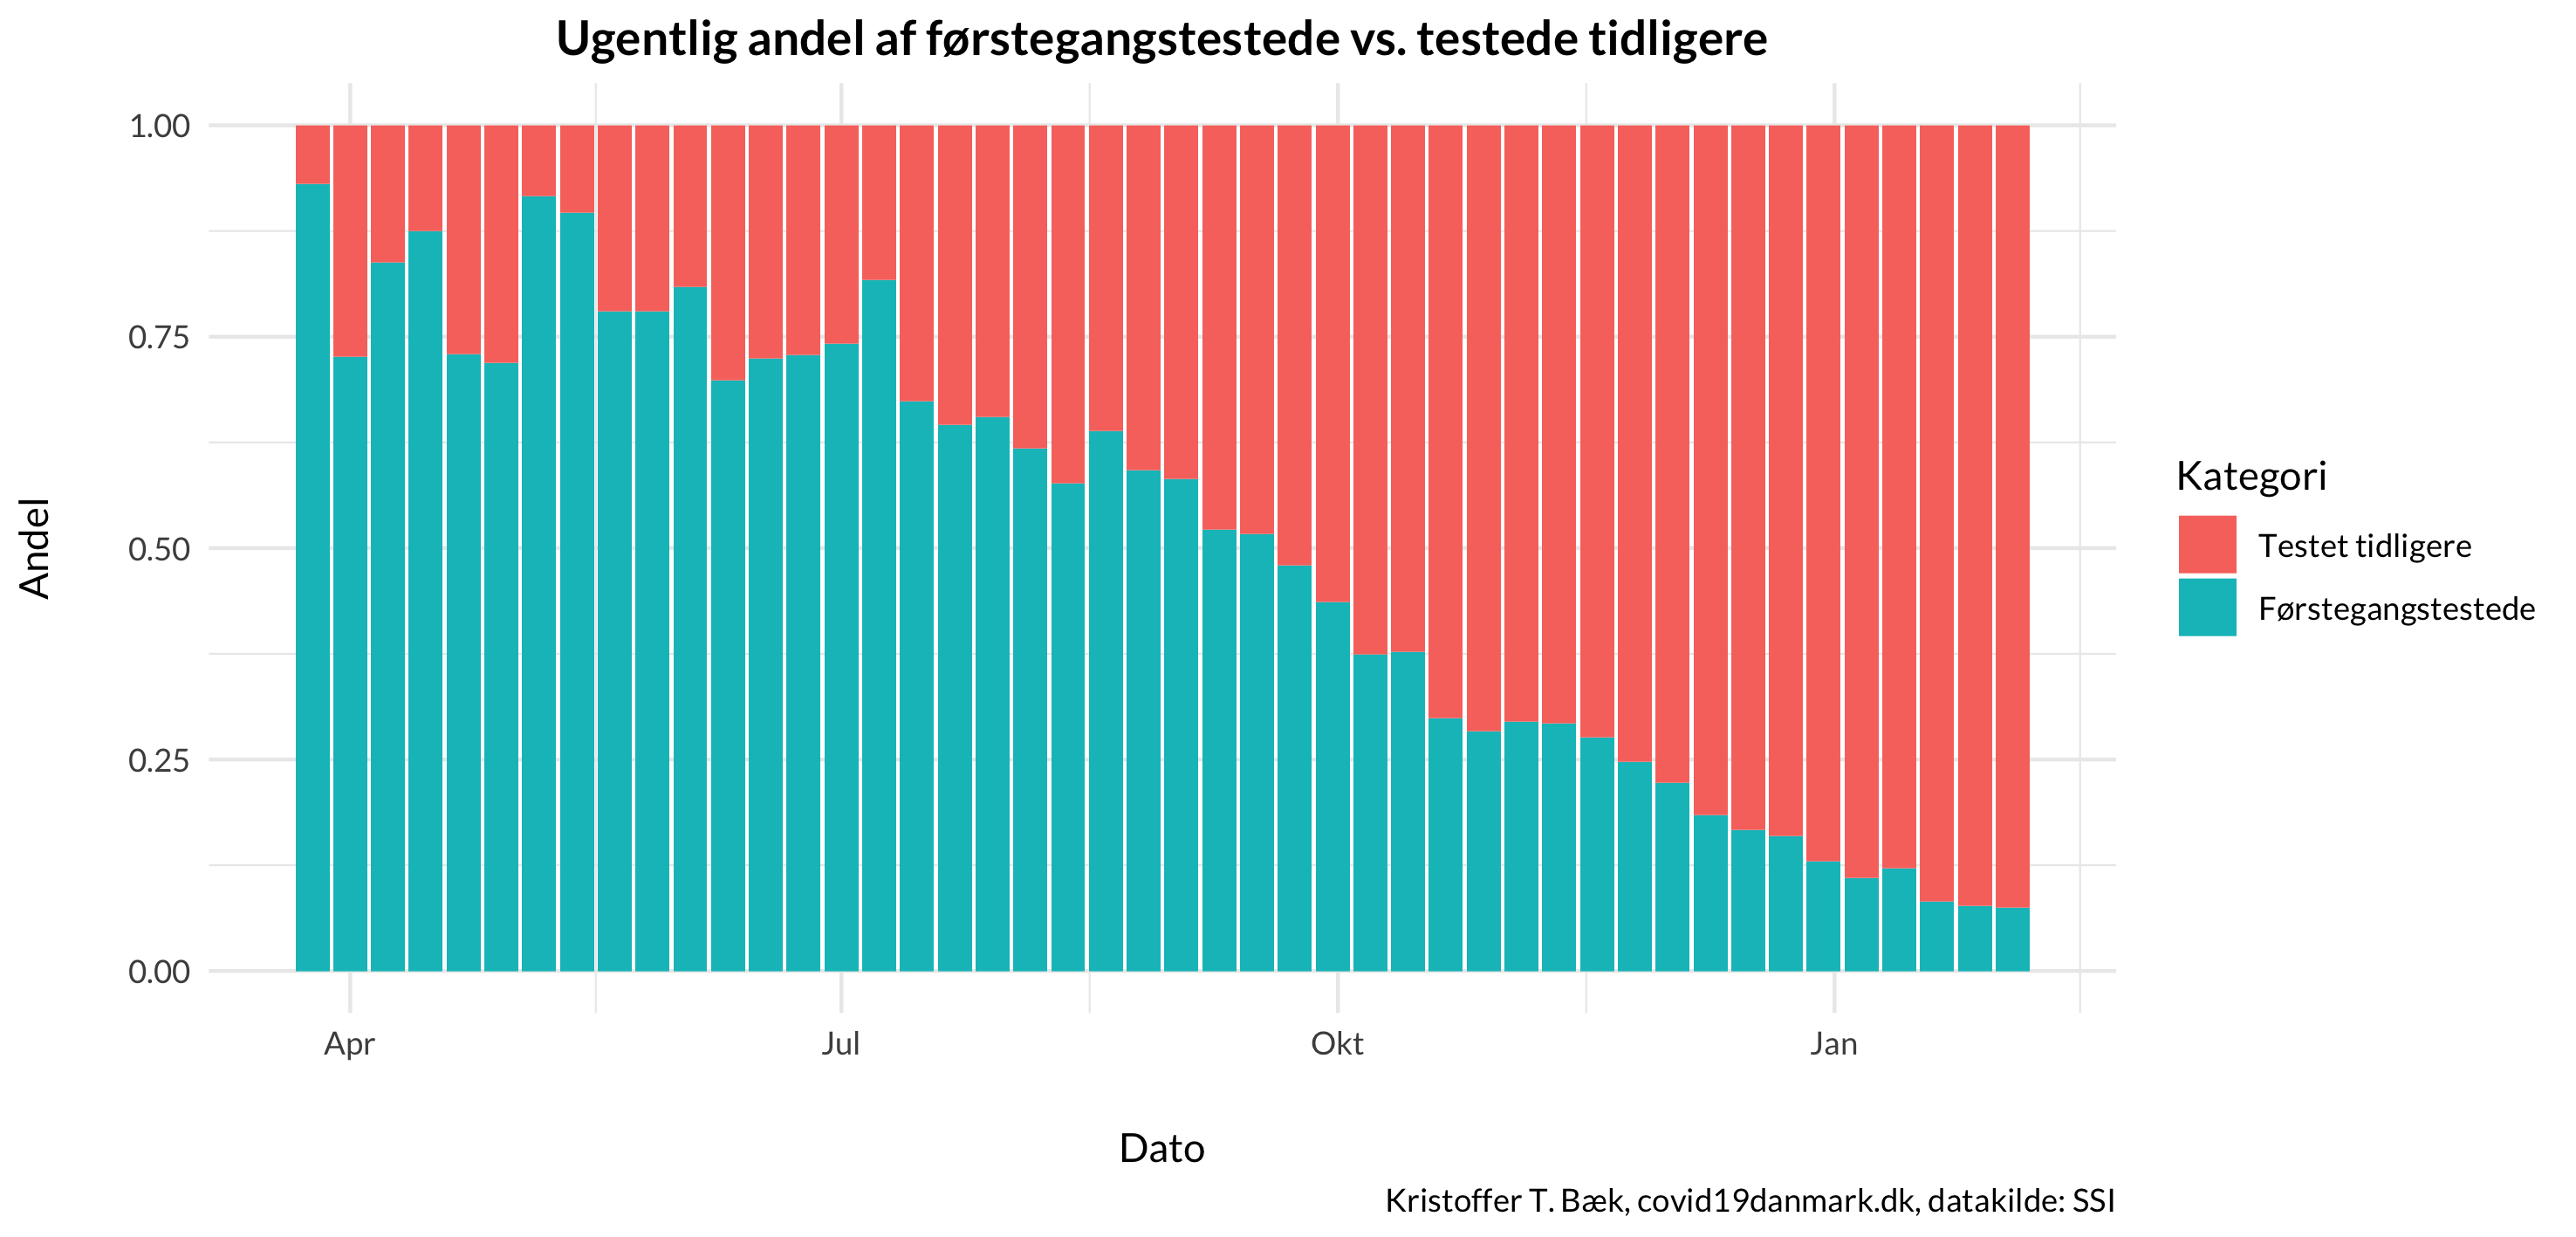 Ugentlig andel af førstegangstestede vs. testede tidligere
Andel
1.00
0.75
0.50
0.25
0.00
Apr
Jul
Okt
Jan
Dato
Kategori
Testet tidligere
Førstegangstestede
Kristoffer T. Bæk, covid19danmark.dk, datakilde: SSI